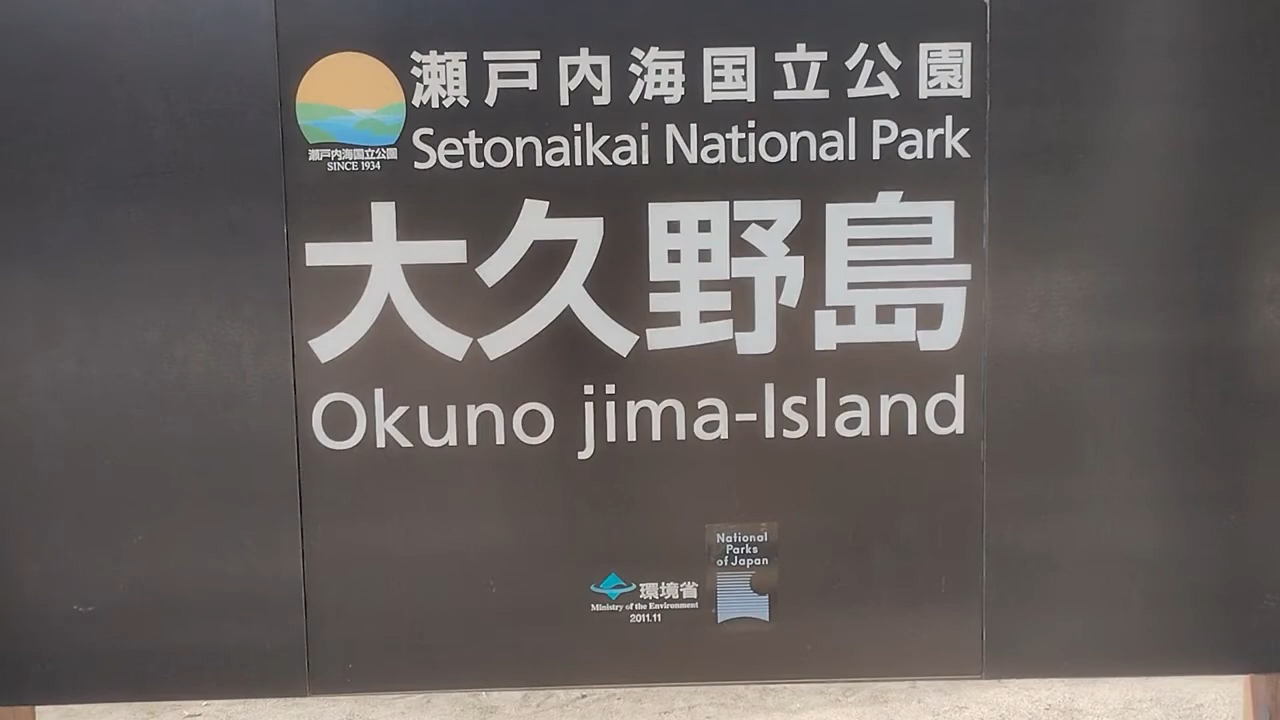 瀬戸内海国立公園
Setonaikai National Park
瀬戸内海国立公園
SINCE 1934
大久野島
Okuno jima-Island
National
Parks
of Japan
環境省
Ministry of the Environment
2011.11